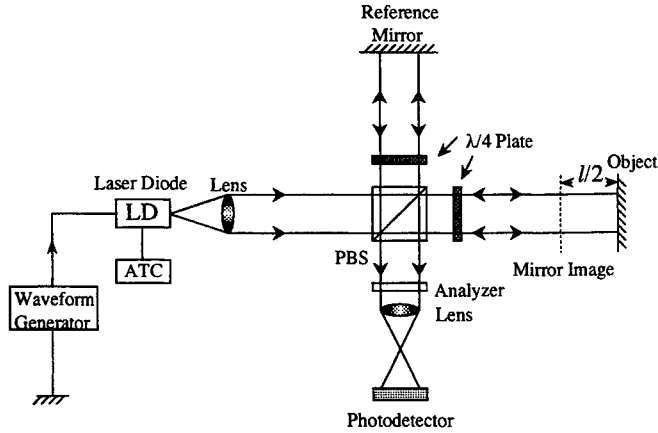 Reference
Mirror
λ/4 Plate
Object
l/2
Laser Diode
Lens
LD
ATC
PBS
Mirror Image
Waveform
Generator
Analyzer
Lens
Photodetector